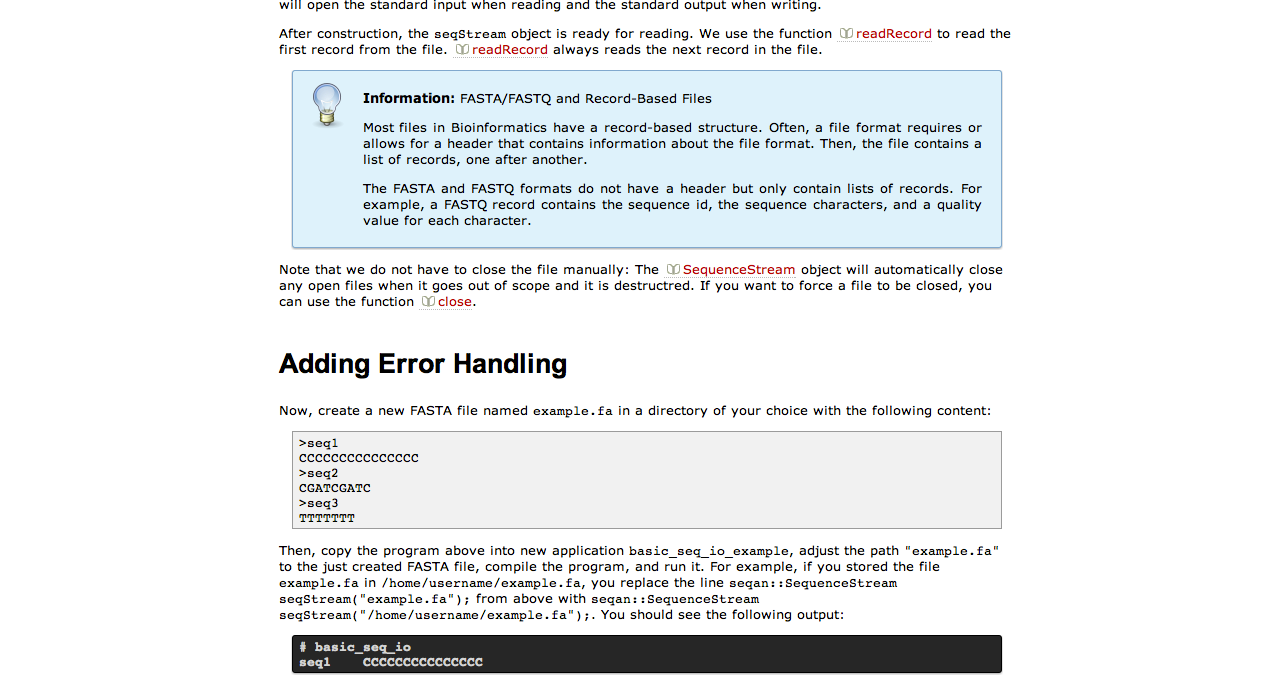 will open the standard input when reading and the standard output when writing.
After construction, the seqStream object is ready for reading. We use the function readRecord to read the
first record from the file. readRecord always reads the next record in the file.
Information: FASTA/FASTQ and Record-Based Files
Most files in Bioinformatics have a record-based structure. Often, a file format requires or
allows for a header that contains information about the file format. Then, the file contains a
list of records, one after another.
The FASTA and FASTQ formats do not have a header but only contain lists of records. For
example, a FASTQ record contains the sequence id, the sequence characters, and a quality
value for each character.
Note that we do not have to close the file manually: The SequenceStream object will automatically close
any open files when it goes out of scope and it is destructred. If you want to force a file to be closed, you
can use the function close.
Adding Error Handling
Now, create a new FASTA file named example.fa in a directory of your choice with the following content:
>seq1
CCCCCCCCCCCCCCC
>seq2
CGATCGATC
>seq3
TTTTTTT
Then, copy the program above into new application basic_seq_io_example, adjust the path "example.fa"
to the just created FASTA file, compile the program, and run it. For example, if you stored the file
example.fa in /home/username/example.fa, you replace the line seqan::SequenceStream
seqStream("example.fa"); from above with seqan::SequenceStream
seqStream("/home/username/example.fa");. You should see the following output:
# basic_seq_io
seq1 CCCCCCCCCCCCCCC